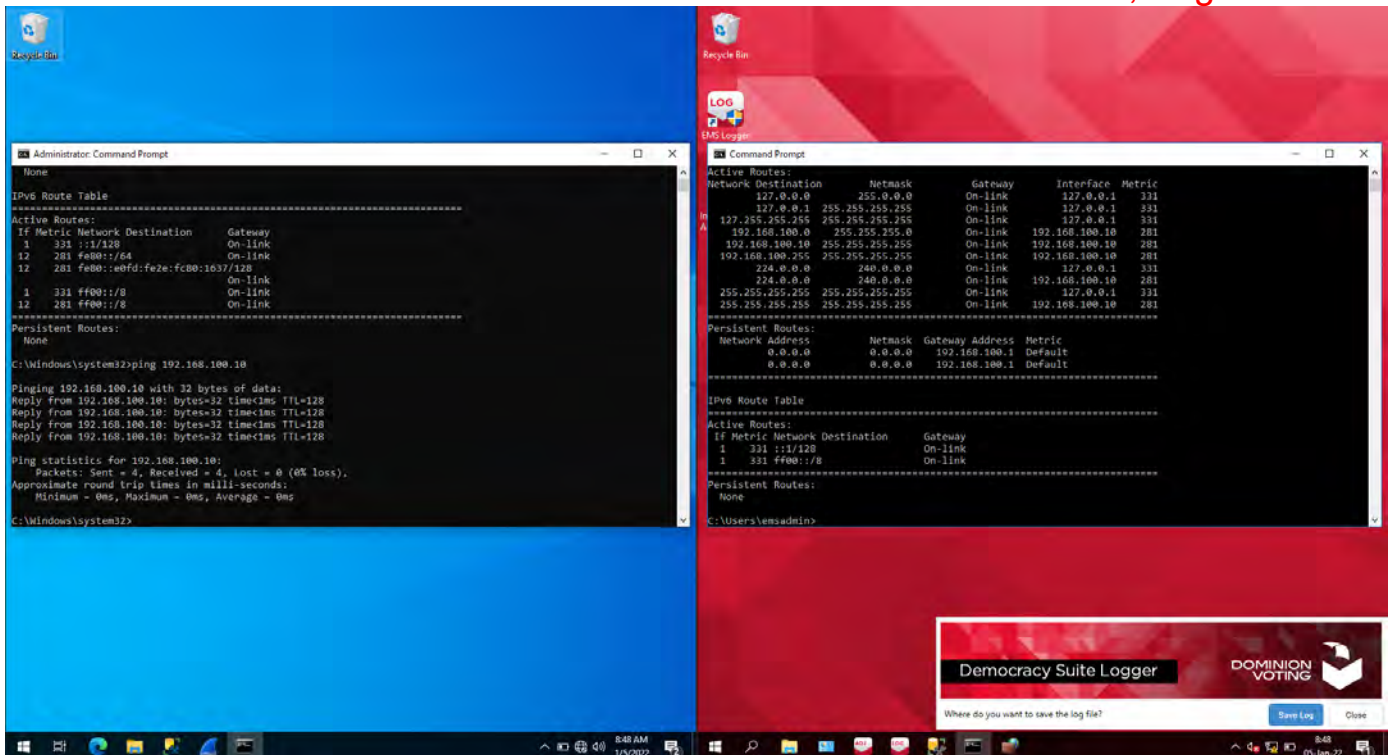 Recycle Bin
Administrator: Command Prompt
None
IPv6 Route Table
===========================================================================
Active Routes:
If Metric Network Destination      Gateway
1    331 ::1/128                  On-link
12    281 fe80::/64                On-link
12    281 fe80::e0fd:fe2e:fc80:1637/128
On-link
1    331 ff00::/8                 On-link
12    281 ff00::/8                 On-link
===========================================================================
Persistent Routes:
None
C:\Windows\system32>ping 192.168.100.10
Pinging 192.168.100.10 with 32 bytes of data:
Reply from 192.168.100.10: bytes=32 time<1ms TTL=128
Reply from 192.168.100.10: bytes=32 time<1ms TTL=128
Reply from 192.168.100.10: bytes=32 time<1ms TTL=128
Reply from 192.168.100.10: bytes=32 time<1ms TTL=128
Ping statistics for 192.168.100.10:
Packets: Sent = 4, Received = 4, Lost = 0 (0% loss),
Approximate round trip times in milli-seconds:
Minimum = 0ms, Maximum = 0ms, Average = 0ms
C:\Windows\system32>
8:48 AM
1/5/2022
2
Recycle Bin
LOG
EMS Logger
In
A
Command Prompt
Active Routes:
Network Destination        Netmask          Gateway       Interface  Metric
127.0.0.0        255.0.0.0         On-link         127.0.0.1    331
127.0.0.1  255.255.255.255         On-link         127.0.0.1    331
127.255.255.255  255.255.255.255         On-link         127.0.0.1    331
192.168.100.0    255.255.255.0         On-link    192.168.100.10    281
192.168.100.10  255.255.255.255         On-link    192.168.100.10    281
192.168.100.255  255.255.255.255         On-link    192.168.100.10    281
224.0.0.0        240.0.0.0         On-link         127.0.0.1    331
224.0.0.0        240.0.0.0         On-link    192.168.100.10    281
255.255.255.255  255.255.255.255         On-link         127.0.0.1    331
255.255.255.255  255.255.255.255         On-link    192.168.100.10    281
===========================================================================
Persistent Routes:
Network Address          Netmask  Gateway Address  Metric
0.0.0.0          0.0.0.0    192.168.100.1  Default
0.0.0.0          0.0.0.0    192.168.100.1  Default
===========================================================================
IPv6 Route Table
===========================================================================
Active Routes:
If Metric Network Destination      Gateway
1    331 ::1/128                  On-link
1    331 ff00::/8                 On-link
===========================================================================
Persistent Routes:
None
C:\Users\emsadmin>
Democracy Suite Logger
DOMINION
VOTING
Where do you want to save the log file?
Save Log
Close
LOG
8:48
05-Jan-22